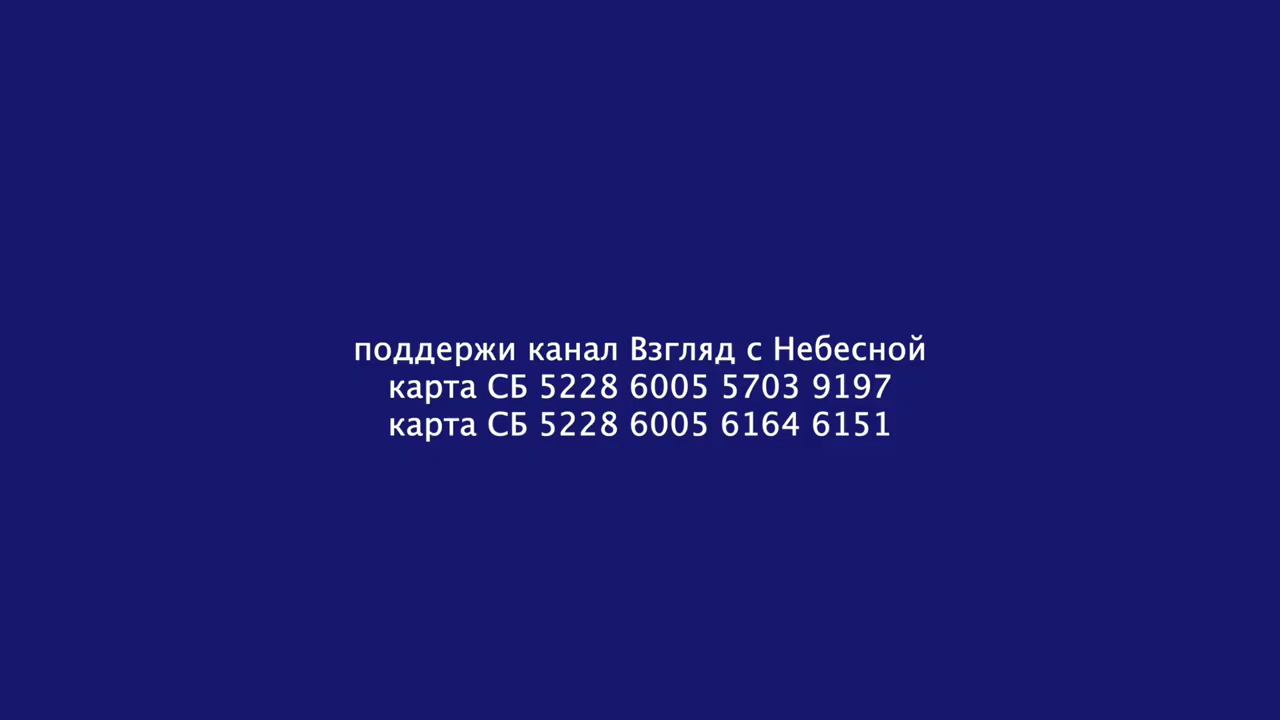 поддержи канал Взгляд с Небесной
карта СБ 5228 6005 5703 9197
карта СБ 5228 6005 6164 6151